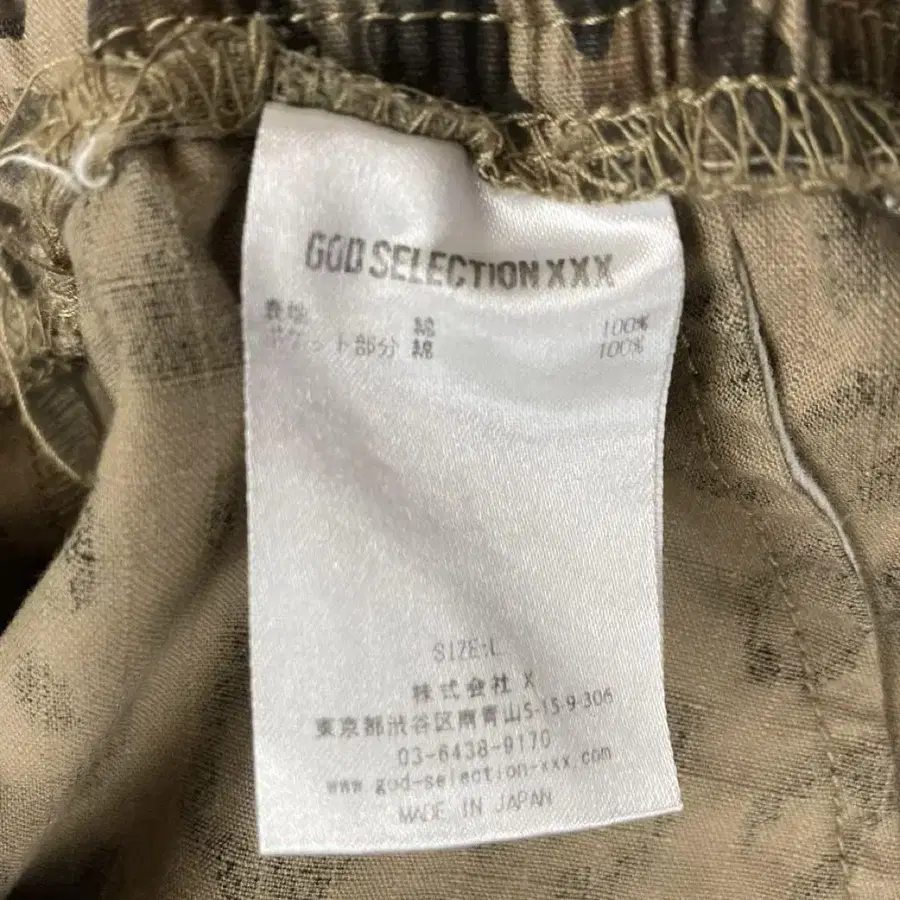 GOD SELECTION XXX
表地 綿 100%
ポケット部分 綿 100%
SIZE:L
株式会社 X
東京都渋谷区南青山5-15-9-306
03-6438-9170
www.god-selection-xxx.com
MADE IN JAPAN